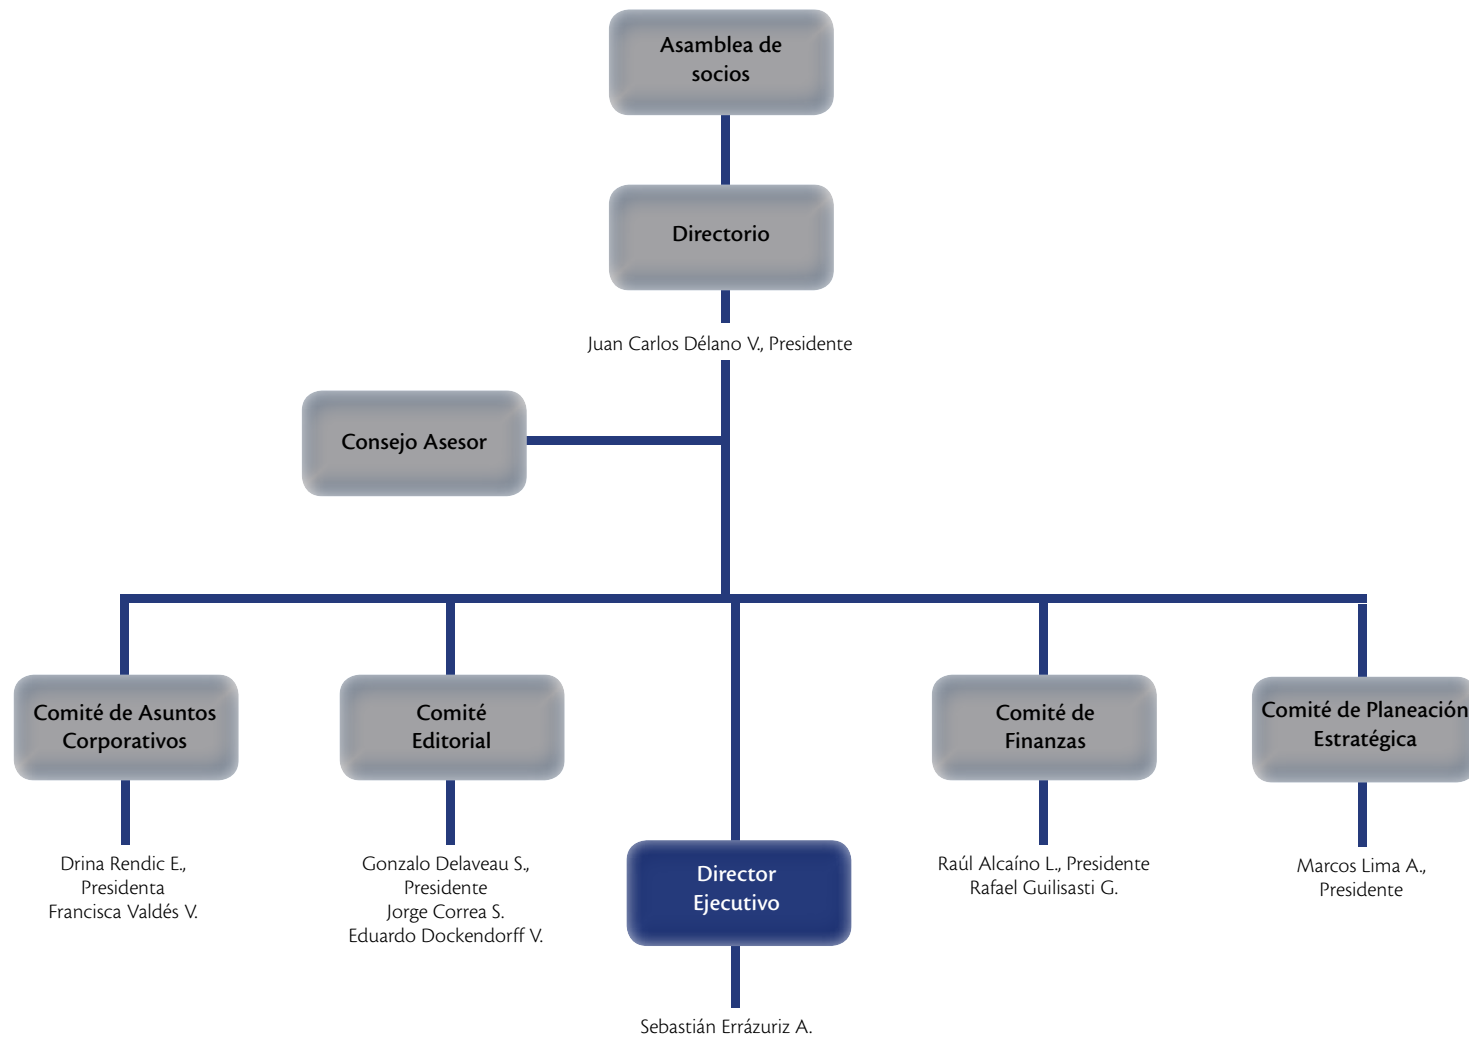 Asamblea de
socios
Directorio
Juan Carlos Délano V., Presidente
Consejo Asesor
Comité de Asuntos
Corporativos
Drina Rendic E.,
Presidenta
Francisca Valdés V.
Comité
Editorial
Gonzalo Delaveau S.,
Presidente
Jorge Correa S.
Eduardo Dockendorff V.
Director
Ejecutivo
Sebastián Errázuriz A.
Comité de
Finanzas
Raúl Alcaíno L., Presidente
Rafael Guilisasti G.
Comité de Planeación
Estratégica
Marcos Lima A.,
Presidente